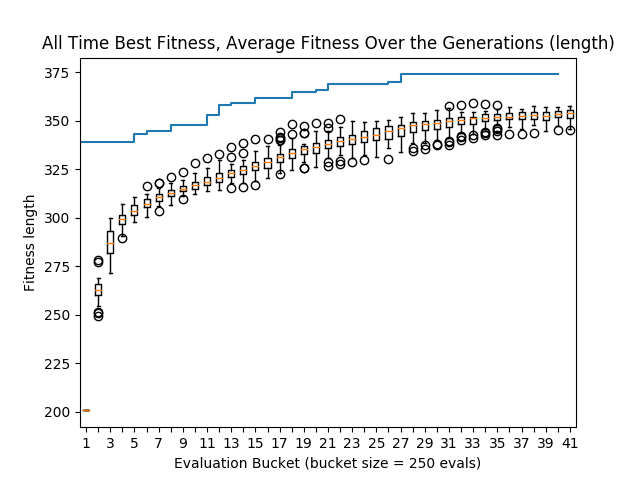 All Time Best Fitness, Average Fitness Over the Generations (length)
375
350
325
300
275
250
225
200
Fitness length
1 3 5 7 9 11 13 15 17 19 21 23 25 27 29 31 33 35 37 39 41
Evaluation Bucket (bucket size = 250 evals)